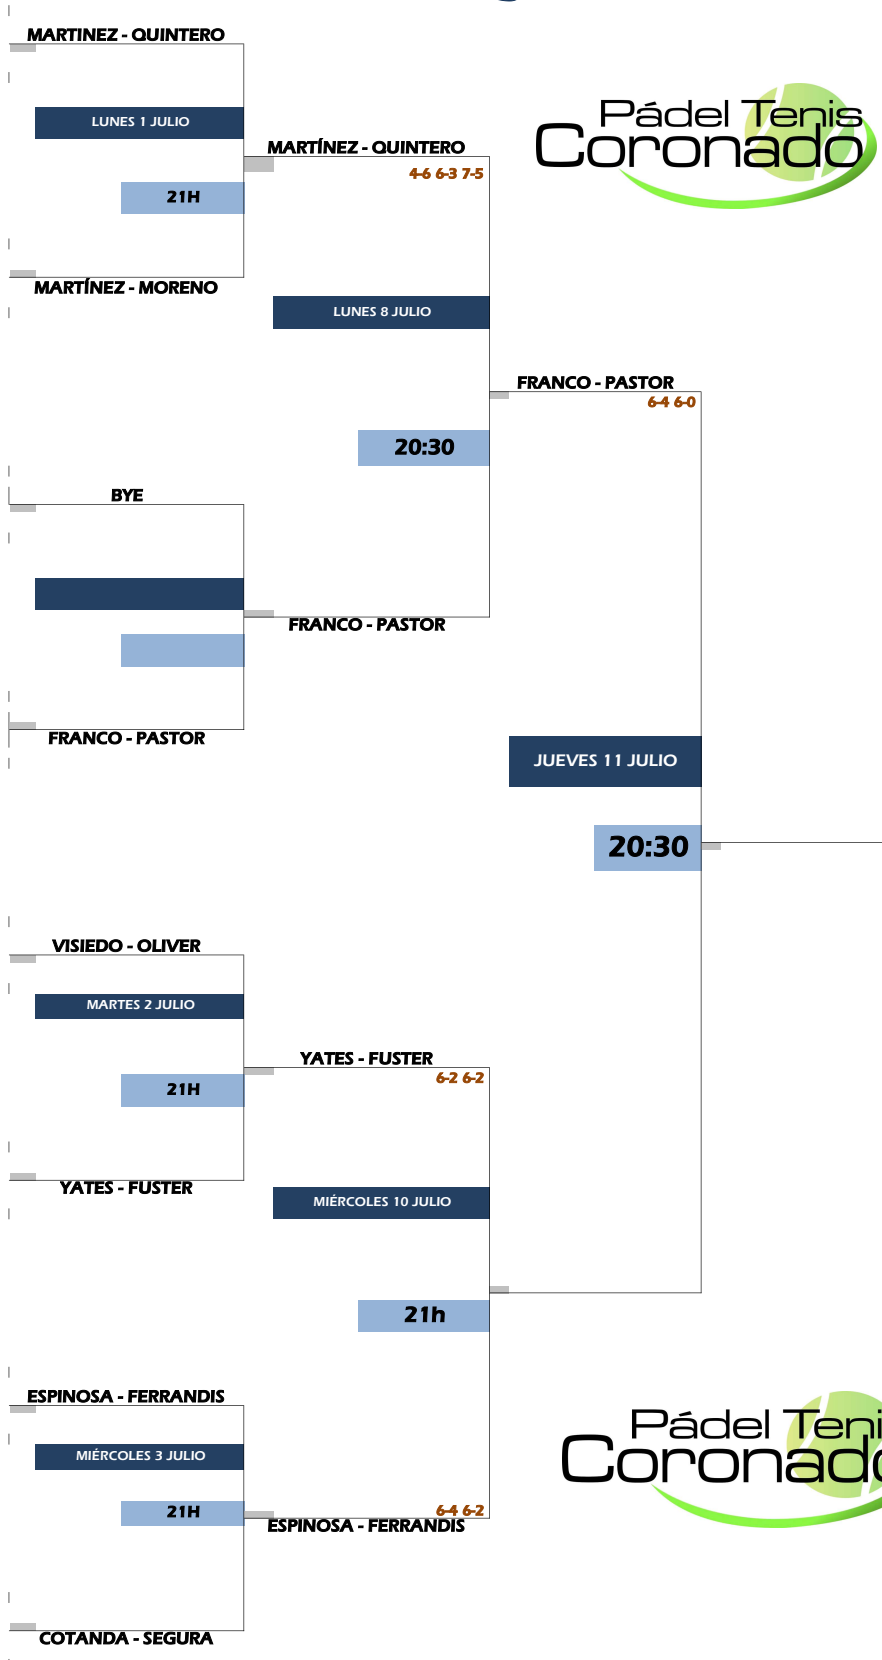 MARTINEZ - QUINTERO
LUNES 1 JULIO
21H
MARTÍNEZ - MORENO
MARTÍNEZ - QUINTERO
4-6 6-3 7-5
Pádel Tenis
Coronado
LUNES 8 JULIO
20:30
FRANCO - PASTOR
6-4 6-0
BYE
FRANCO - PASTOR
FRANCO - PASTOR
JUEVES 11 JULIO
20:30
VISIEDO - OLIVER
MARTES 2 JULIO
21H
YATES - FUSTER
YATES - FUSTER
6-2 6-2
MIÉRCOLES 10 JULIO
21h
ESPINOSA - FERRANDIS
MIÉRCOLES 3 JULIO
21H
6-4 6-2
ESPINOSA - FERRANDIS
COTANDA - SEGURA
Pádel Teni
Coronado